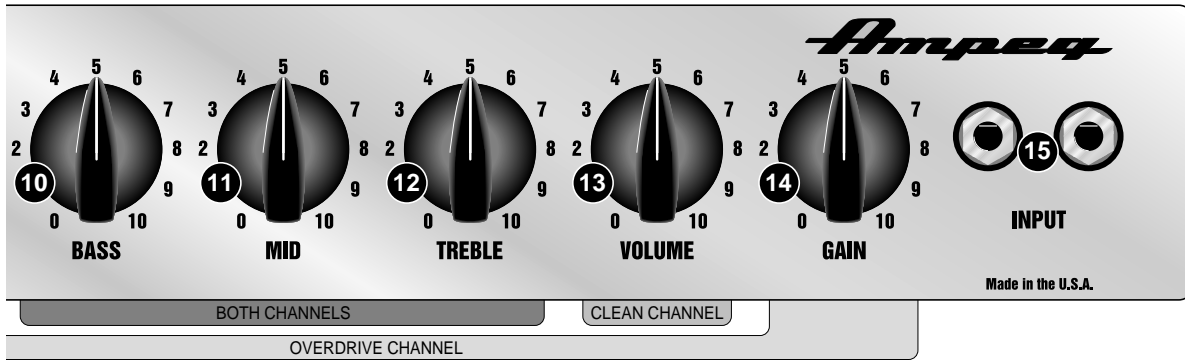 Ampeg
5 5 5 5 5
4 6 4 6 4 6 4 6 4 6
3 7 3 7 3 7 3 7 3 7
2 8 2 8 2 8 2 8 2 8
15
10 9 11 9 12 9 13 9 14 9
0 10 0 10 0 10 0 10 0 10
INPUT
BASS MID TREBLE VOLUME GAIN
Made in the U.S.A.
BOTH CHANNELS CLEAN CHANNEL
OVERDRIVE CHANNEL